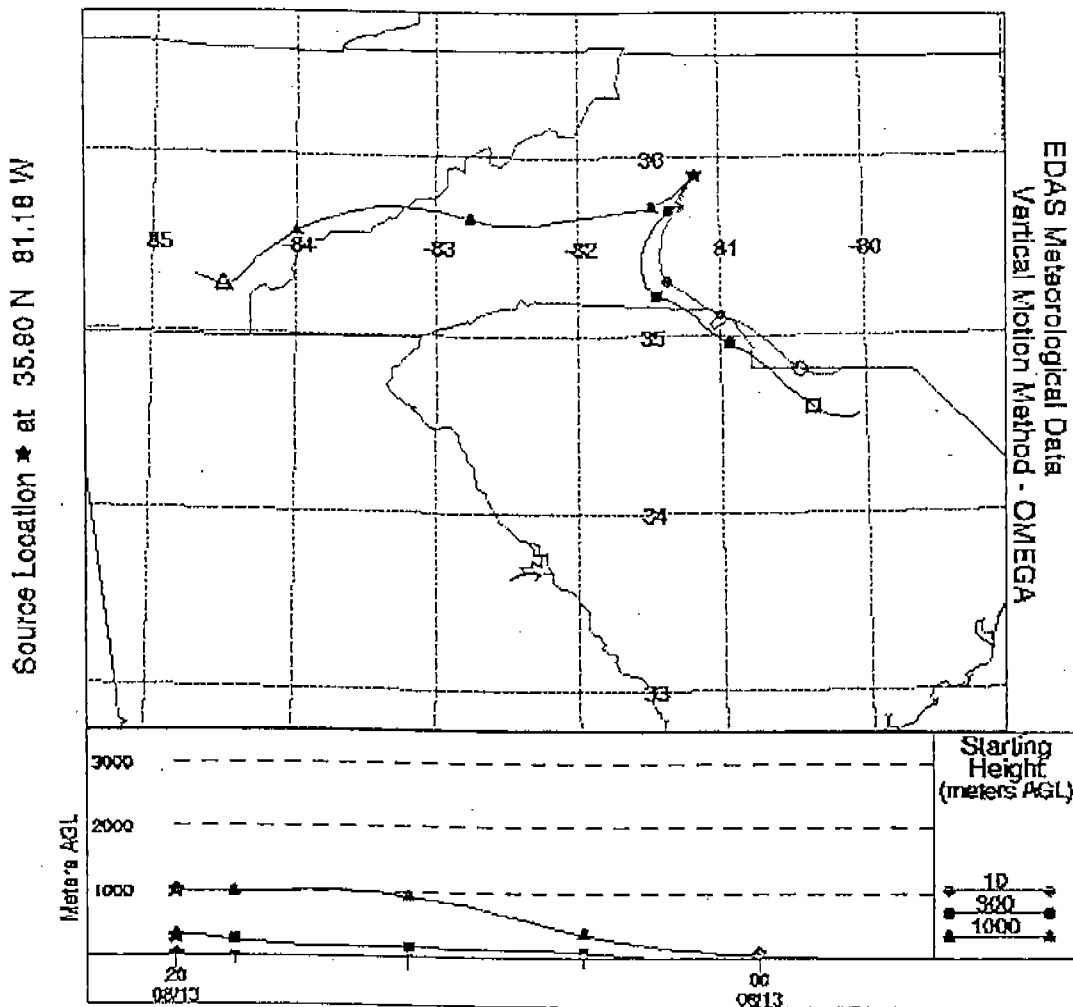 Source Location ★ at 35.90 N 81.18 W
EDAS Meteorological Data
Vertical Motion Method - OMEGA
36
-85
-84
-83
-82
-81
-80
35
34
33
Meters AGL
3000
2000
1000
20
08/13
00
08/13
Starting
Height
(meters AGL)
10
300
1000